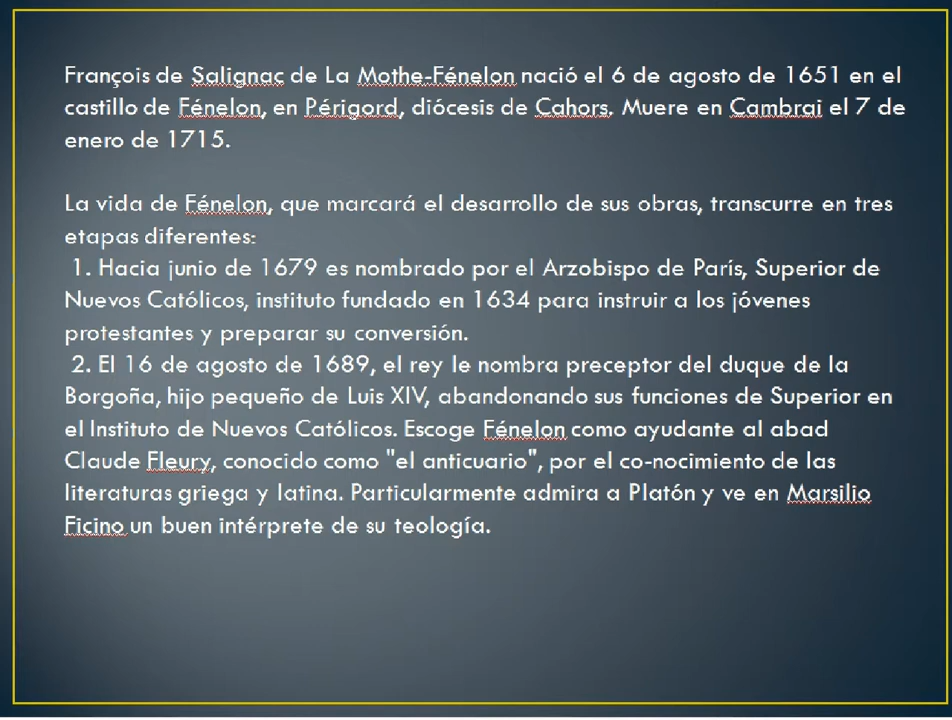 François de Salignac de La Mothe-Fénelon nació el 6 de agosto de 1651 en el
castillo de Fénelon, en Périgord, diócesis de Cahors. Muere en Cambrai el 7 de
enero de 1715.
La vida de Fénelon, que marcará el desarrollo de sus obras, transcurre en tres
etapas diferentes:
1. Hacia junio de 1679 es nombrado por el Arzobispo de París, Superior de
Nuevos Católicos, instituto fundado en 1634 para instruir a los jóvenes
protestantes y preparar su conversión.
2. El 16 de agosto de 1689, el rey le nombra preceptor del duque de la
Borgoña, hijo pequeño de Luis XIV, abandonando sus funciones de Superior en
el Instituto de Nuevos Católicos. Escoge Fénelon como ayudante al abad
Claude Fleury, conocido como "el anticuario", por el co-nocimiento de las
literaturas griega y latina. Particularmente admira a Platón y ve en Marsilio
Ficino un buen intérprete de su teología.